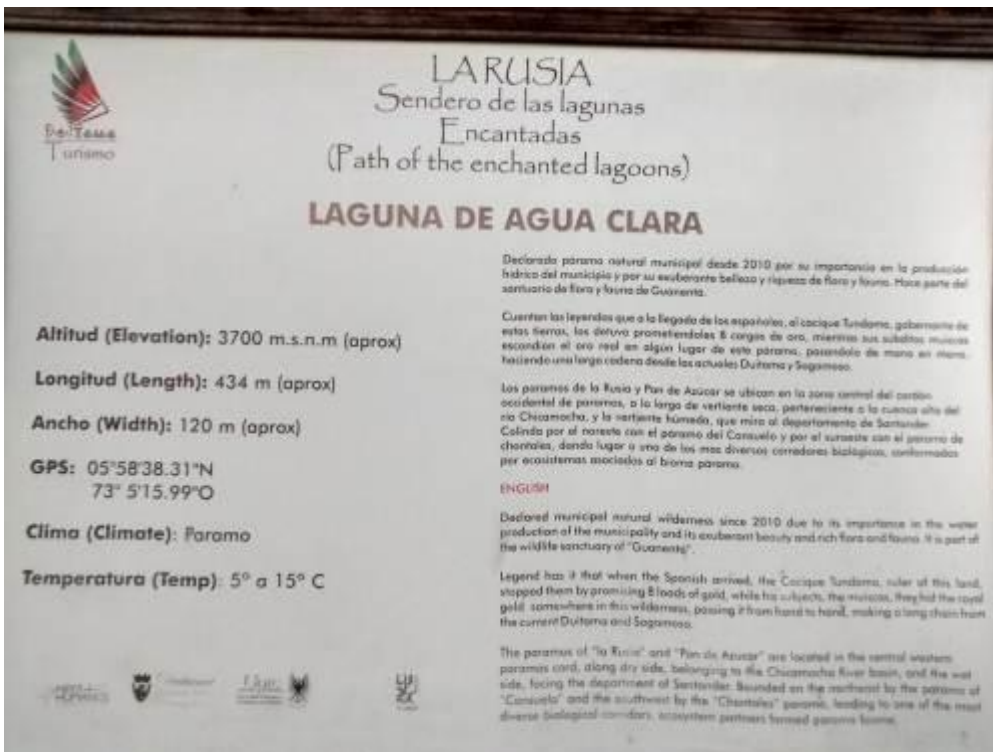 LA RUSIA
Sendero de las lagunas
Encantadas
(Path of the enchanted lagoons)
Turismo
LAGUNA DE AGUA CLARA
Altitud (Elevation): 3700 m.s.n.m (aprox)
Longitud (Length): 434 m (aprox)
Ancho (Width): 120 m (aprox)
GPS: 05°58'38.31"N
73° 5'15.99"O
Clima (Climate): Paramo
Temperatura (Temp): 5° a 15° C
Declarado páramo natural municipal desde 2010 por su importancia en la producción
hídrica del municipio y por su exuberante belleza y riqueza de flora y fauna. Hace parte del
santuario de flora y fauna de Guanenta.
Cuentan las leyendas que a la llegada de los españoles, el cacique Tundama, gobernante de
estas tierras, los detuvo prometiendoles 8 cargas de oro, mientras sus subditos muiscas
escondian el oro real en algún lugar de este páramo, pasandolo de mano en mano,
haciendo una larga cadena desde las actuales Duitama y Sogamoso.
Los paramos de la Rusia y Pan de Azúcar se ubican en la zona central del cordón
occidental de paramos, a lo largo de vertiente seca, perteneciente a la cuenca alta del
rio Chicamocha, y la vertiente húmeda, que mira al departamento de Santander.
Colinda por el noreste con el páramo del Consuelo y por el suroeste con el paramo de
chontales, dando lugar a uno de los mas diversos corredores biológicos, conformados
por ecosistemas asociados al bioma páramo.
ENGLISH
Declared municipal natural wilderness since 2010 due to its importance in the water
production of the municipality and its exuberant beauty and rich flora and fauna. It is part of
the wildlife sanctuary of "Guanenta".
Legend has it that when the Spanish arrived, the Cacique Tundama, ruler of this land,
stopped them by promising 8 loads of gold, while his subjects, the muiscas, they hid the royal
gold somewhere in this wilderness, passing it from hand to hand, making a long chain from
the current Duitama and Sogamoso.
The paramos of "la Rusia" and "Pan de Azucar" are located in the central western
paramos cord, along dry side, belonging to the Chicamocha River basin, and the wet
side, facing the department of Santander. Bounded on the northeast by the paramo of
"Consuelo" and the southwest by the "Chontales" paramo, leading to one of the most
diverse biological corridors, ecosystem partners formed paramo biome.